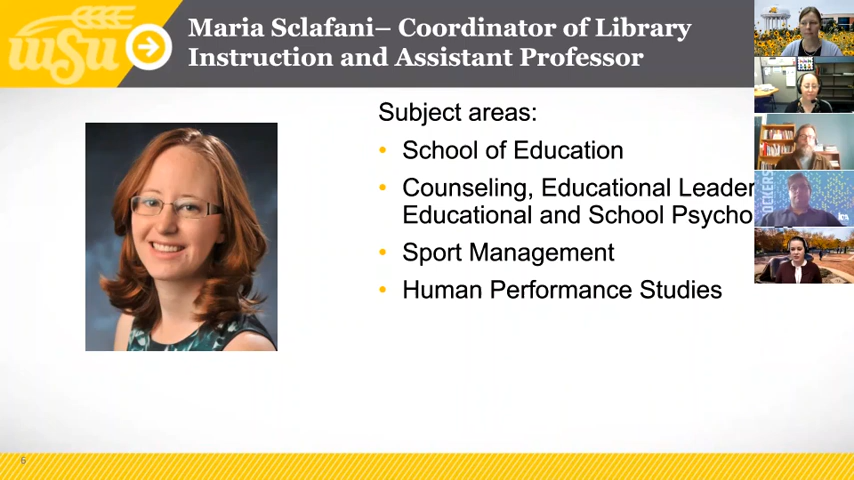 wsu
Maria Sclafani– Coordinator of Library
Instruction and Assistant Professor
Subject areas:
• School of Education
• Counseling, Educational Leader
Educational and School Psycho
• Sport Management
• Human Performance Studies
OCKERS
6